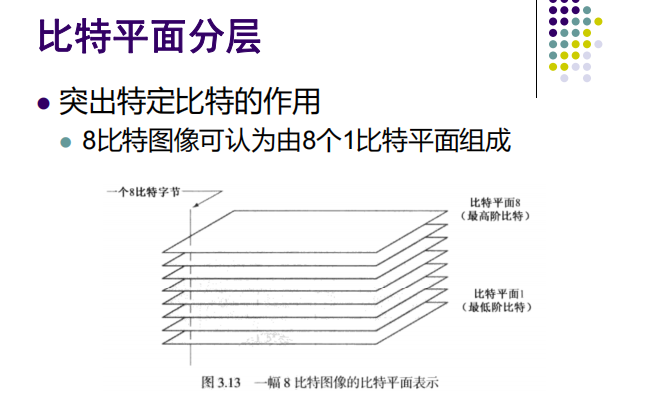 比特平面分层
突出特定比特的作用
8比特图像可认为由8个1比特平面组成
一个8比特字节
比特平面8
（最高阶比特）
比特平面1
（最低阶比特）
图 3.13 一幅 8 比特图像的比特平面表示